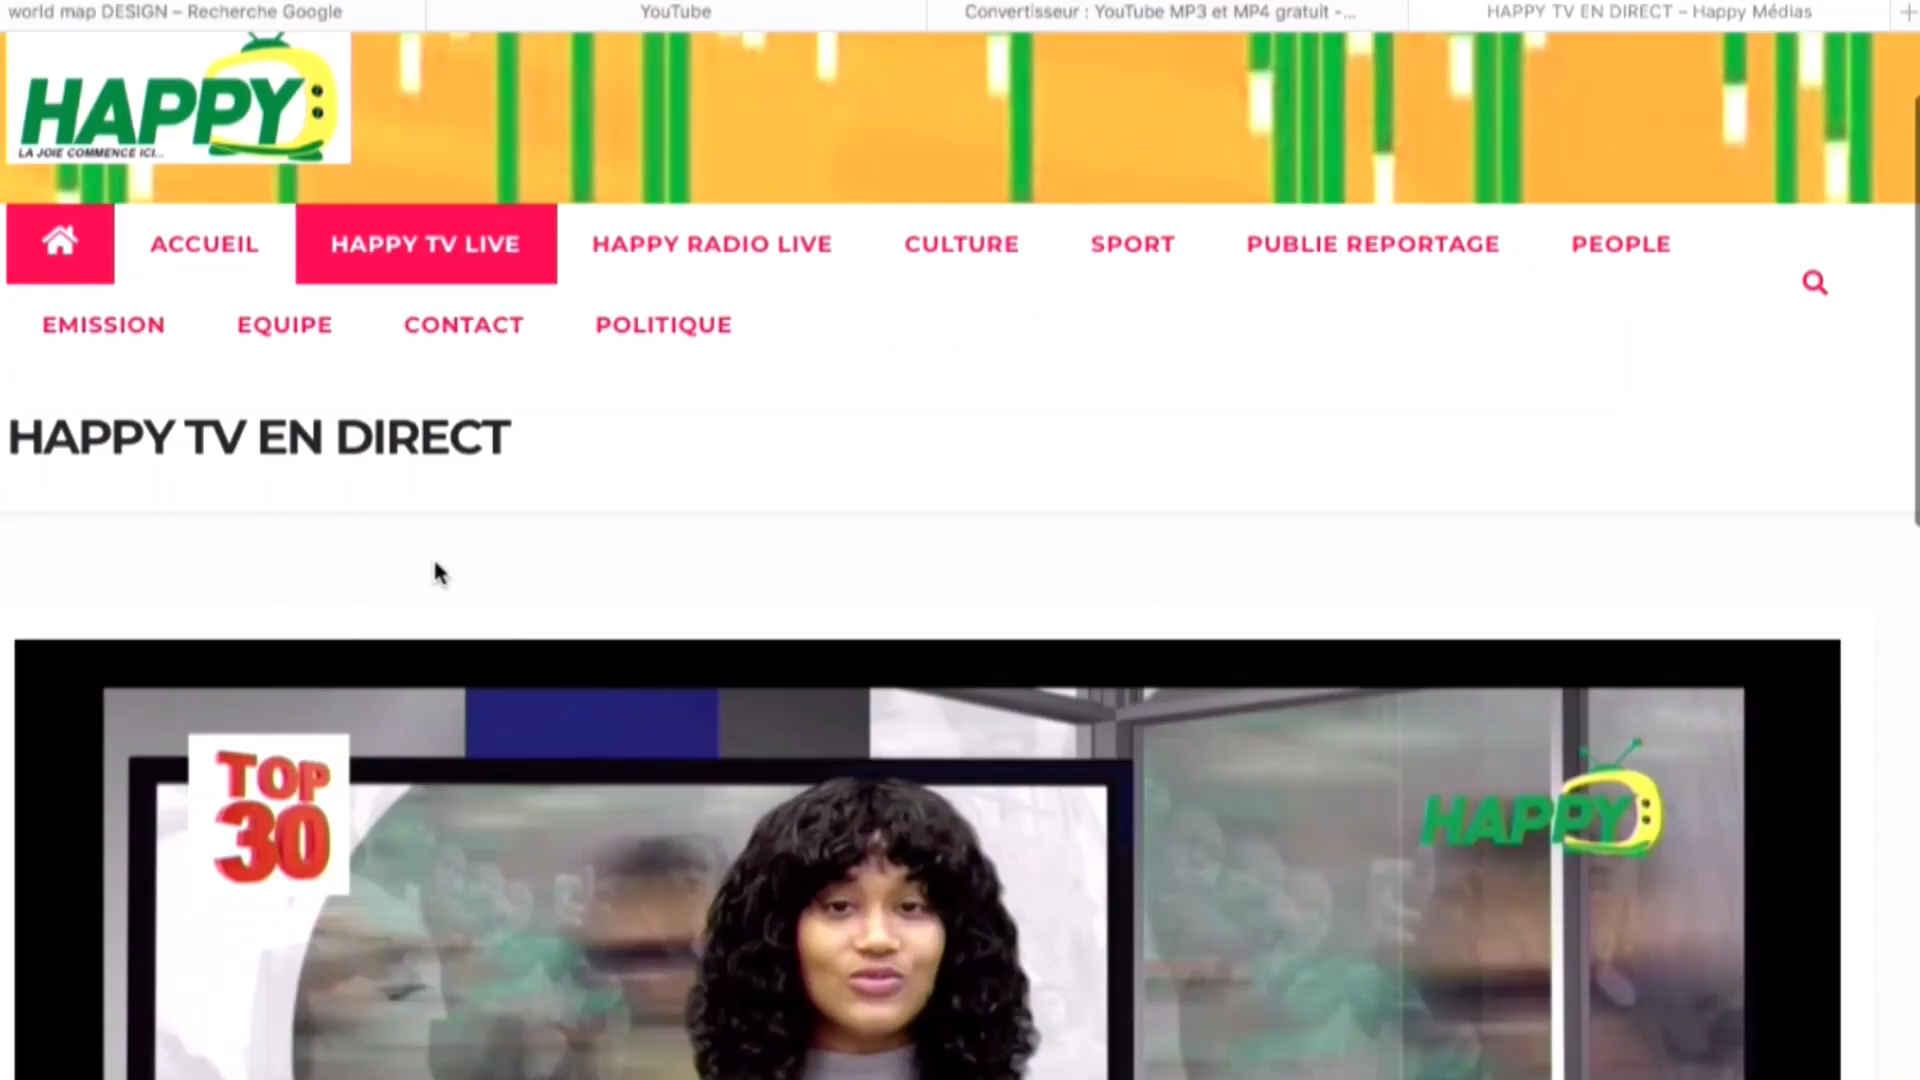 world map DESIGN – Recherche Google
YouTube
Convertisseur : YouTube MP3 et MP4 gratuit -...
HAPPY TV EN DIRECT – Happy Médias
HAPPY
LA JOIE COMMENCE ICI...
ACCUEIL
HAPPY TV LIVE
HAPPY RADIO LIVE
CULTURE
SPORT
PUBLIE REPORTAGE
PEOPLE
EMISSION
EQUIPE
CONTACT
POLITIQUE
HAPPY TV EN DIRECT
TOP
30
HAPPY